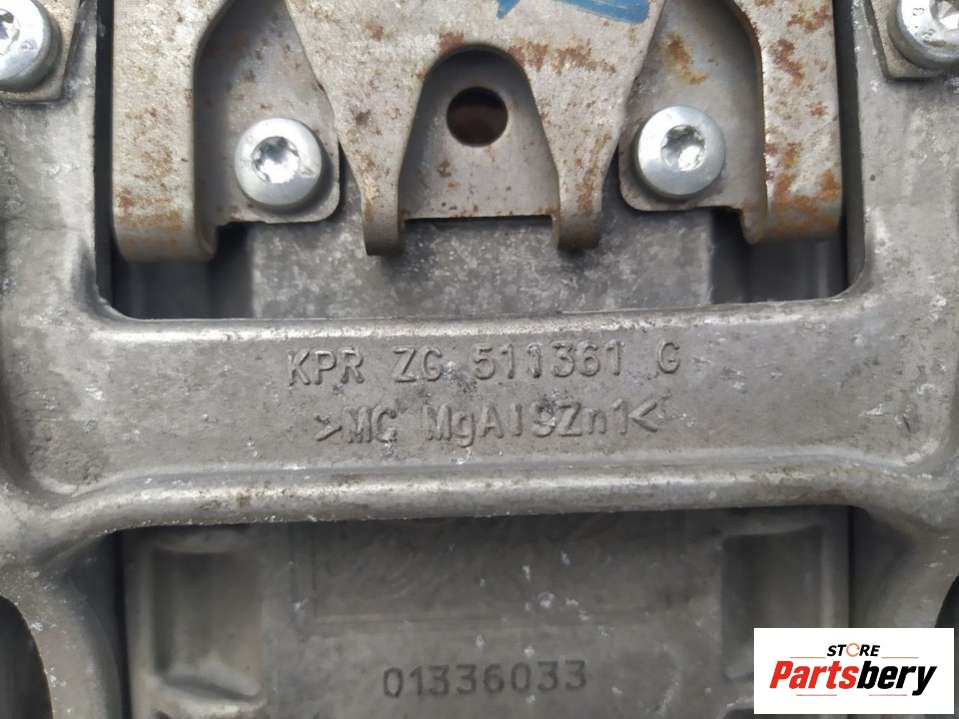 KPR ZG 511361 G
>MG MgAl9Zn1<
01336033
STORE
Partsbery